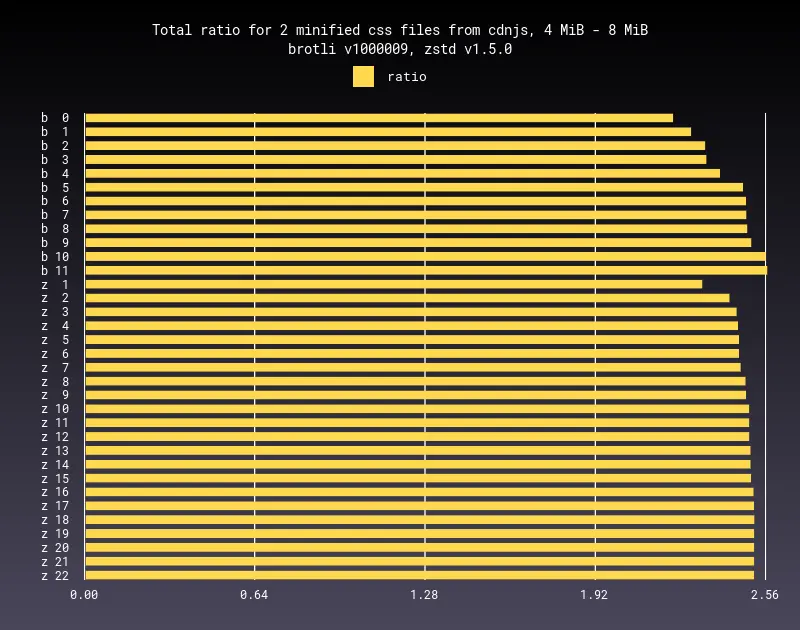 Total ratio for 2 minified css files from cdnjs, 4 MiB - 8 MiB
brotli v1000009, zstd v1.5.0
ratio
b 0
b 1
b 2
b 3
b 4
b 5
b 6
b 7
b 8
b 9
b 10
b 11
z 1
z 2
z 3
z 4
z 5
z 6
z 7
z 8
z 9
z 10
z 11
z 12
z 13
z 14
z 15
z 16
z 17
z 18
z 19
z 20
z 21
z 22
0.00 0.64 1.28 1.92 2.56